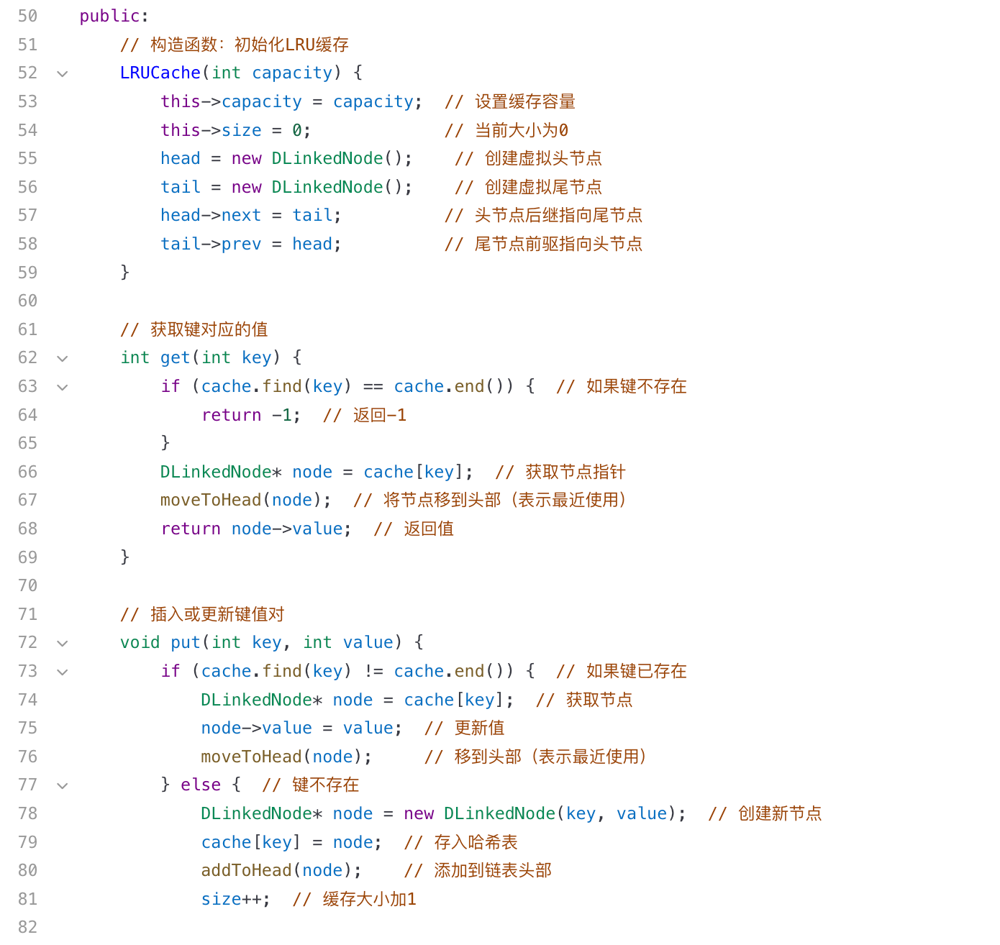 50 public:
51 // 构造函数：初始化LRU缓存
52 LRUCache(int capacity) {
53 this->capacity = capacity; // 设置缓存容量
54 this->size = 0; // 当前大小为0
55 head = new DLinkedNode(); // 创建虚拟头节点
56 tail = new DLinkedNode(); // 创建虚拟尾节点
57 head->next = tail; // 头节点后继指向尾节点
58 tail->prev = head; // 尾节点前驱指向头节点
59 }
60
61 // 获取键对应的值
62 int get(int key) {
63 if (cache.find(key) == cache.end()) { // 如果键不存在
64 return -1; // 返回-1
65 }
66 DLinkedNode* node = cache[key]; // 获取节点指针
67 moveToHead(node); // 将节点移到头部（表示最近使用）
68 return node->value; // 返回值
69 }
70
71 // 插入或更新键值对
72 void put(int key, int value) {
73 if (cache.find(key) != cache.end()) { // 如果键已存在
74 DLinkedNode* node = cache[key]; // 获取节点
75 node->value = value; // 更新值
76 moveToHead(node); // 移到头部（表示最近使用）
77 } else { // 键不存在
78 DLinkedNode* node = new DLinkedNode(key, value); // 创建新节点
79 cache[key] = node; // 存入哈希表
80 addToHead(node); // 添加到链表头部
81 size++; // 缓存大小加1
82